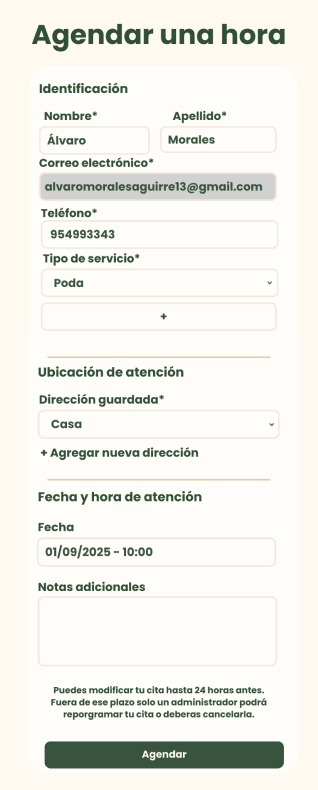 Agendar una hora
Identificación
Nombre* Apellido*
Álvaro Morales
Correo electrónico*
alvaromoralesaguirre13@gmail.com
Teléfono*
954993343
Tipo de servicio*
Poda
+
Ubicación de atención
Dirección guardada*
Casa
+ Agregar nueva dirección
Fecha y hora de atención
Fecha
01/09/2025 - 10:00
Notas adicionales
Puedes modificar tu cita hasta 24 horas antes.
Fuera de ese plazo solo un administrador podrá
reporgramar tu cita o deberas cancelarla.
Agendar